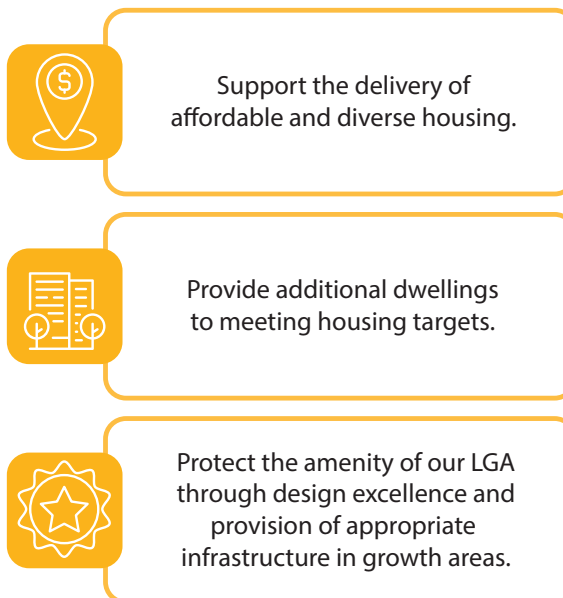 $
Support the delivery of
affordable and diverse housing.
Provide additional dwellings
to meeting housing targets.
Protect the amenity of our LGA
through design excellence and
provision of appropriate
infrastructure in growth areas.